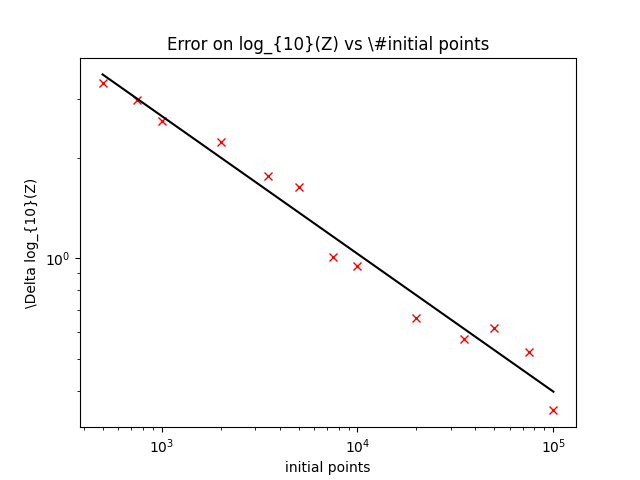 Error on log_{10}(Z) vs \#initial points
\Delta log_{10}(Z)
10^0
10^3 10^4 10^5
initial points